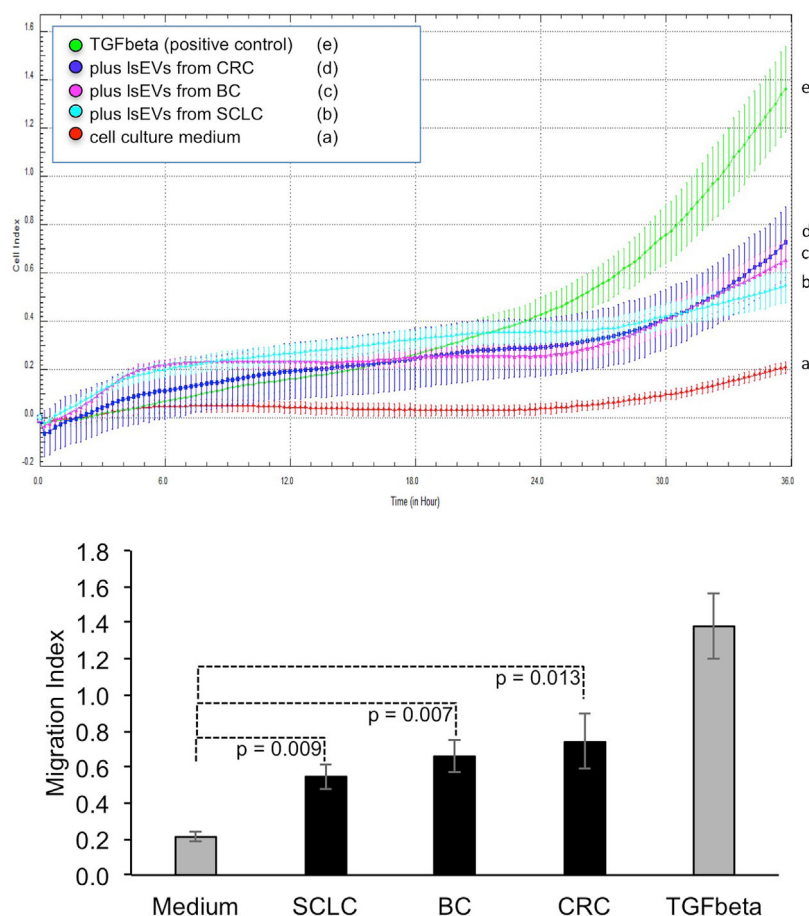 1.6
1.4
1.2
1.0
0.8
0.6
0.4
0.2
0.0
-0.2
Cell Index
TGFbeta (positive control) (e)
plus lsEVs from CRC (d)
plus lsEVs from BC (c)
plus lsEVs from SCLC (b)
cell culture medium (a)
e
d
c
b
a
0.0 6.0 12.0 18.0 24.0 30.0 36.0
Time (in Hour)
Migration Index
1.8
1.6
1.4
1.2
1.0
0.8
0.6
0.4
0.2
0.0
p = 0.013
p = 0.007
p = 0.009
Medium SCLC BC CRC TGFbeta